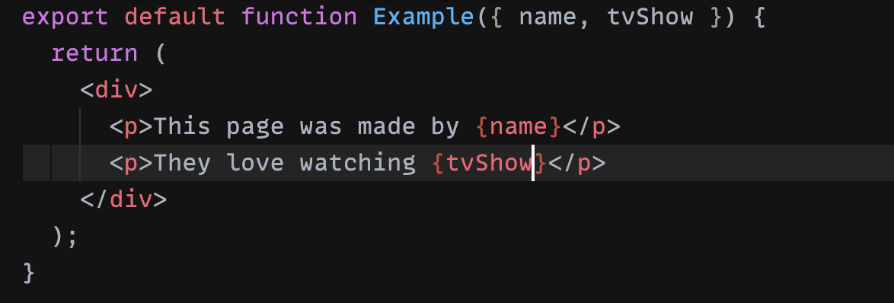 export default function Example({ name, tvShow }) {
  return (
    <div>
      <p>This page was made by {name}</p>
      <p>They love watching {tvShow}</p>
    </div>
  );
}